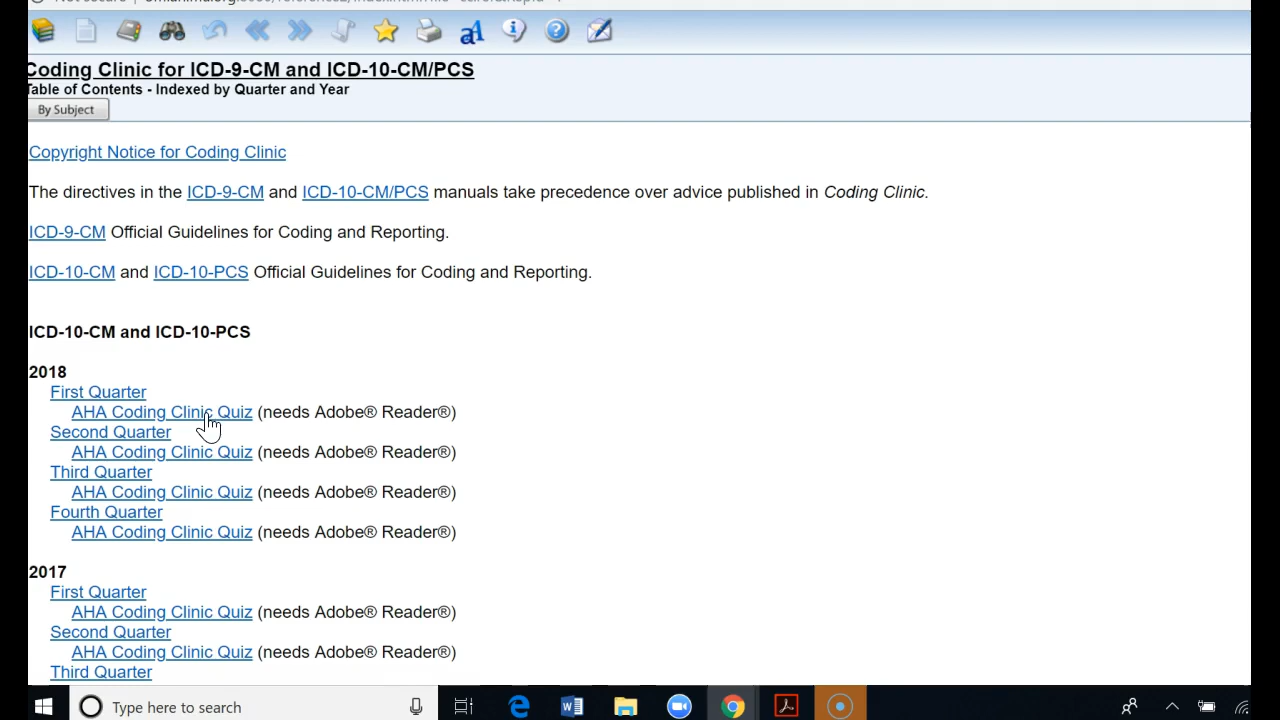 Coding Clinic for ICD-9-CM and ICD-10-CM/PCS
Table of Contents - Indexed by Quarter and Year
By Subject
Copyright Notice for Coding Clinic
The directives in the ICD-9-CM and ICD-10-CM/PCS manuals take precedence over advice published in Coding Clinic.
ICD-9-CM Official Guidelines for Coding and Reporting.
ICD-10-CM and ICD-10-PCS Official Guidelines for Coding and Reporting.
ICD-10-CM and ICD-10-PCS
2018
First Quarter
AHA Coding Clinic Quiz (needs Adobe® Reader®)
Second Quarter
AHA Coding Clinic Quiz (needs Adobe® Reader®)
Third Quarter
AHA Coding Clinic Quiz (needs Adobe® Reader®)
Fourth Quarter
AHA Coding Clinic Quiz (needs Adobe® Reader®)
2017
First Quarter
AHA Coding Clinic Quiz (needs Adobe® Reader®)
Second Quarter
AHA Coding Clinic Quiz (needs Adobe® Reader®)
Third Quarter
Type here to search